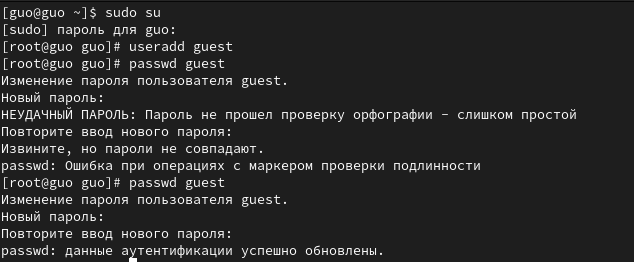 [guo@guo ~]$ sudo su
[sudo] пароль для guo:
[root@guo guo]# useradd guest
[root@guo guo]# passwd guest
Изменение пароля пользователя guest.
Новый пароль:
НЕУДАЧНЫЙ ПАРОЛЬ: Пароль не прошел проверку орфографии - слишком простой
Повторите ввод нового пароля:
Извините, но пароли не совпадают.
passwd: Ошибка при операциях с маркером проверки подлинности
[root@guo guo]# passwd guest
Изменение пароля пользователя guest.
Новый пароль:
Повторите ввод нового пароля:
passwd: данные аутентификации успешно обновлены.